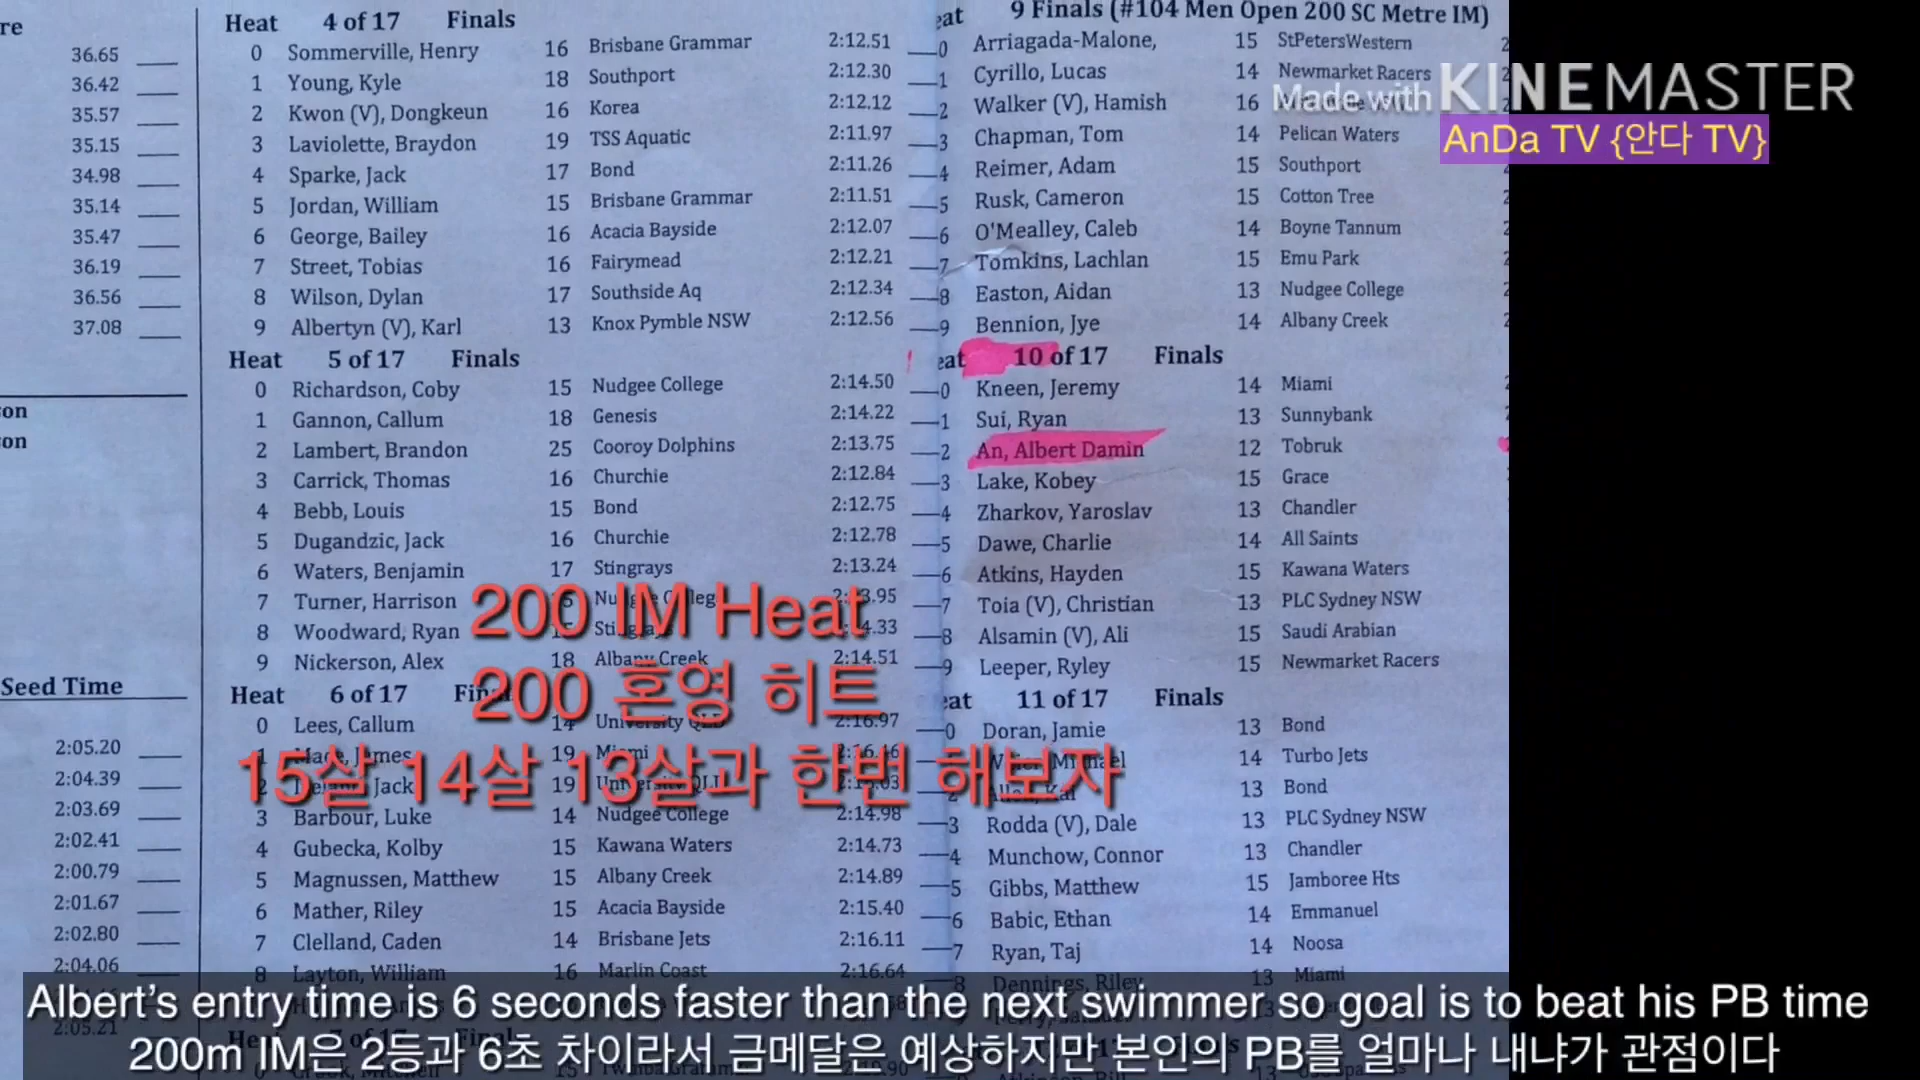 re
36.65
36.42
35.57
35.15
34.98
35.14
35.47
36.19
36.56
37.08
on
on
Seed Time
2:05.20
2:04.39
2:03.69
2:02.41
2:00.79
2:01.67
2:02.80
2:04.06
2:05.21
Heat 4 of 17 Finals
0 Sommerville, Henry 16 Brisbane Grammar 2:12.51
1 Young, Kyle 18 Southport 2:12.30
2 Kwon (V), Dongkeun 16 Korea 2:12.12
3 Laviolette, Braydon 19 TSS Aquatic 2:11.97
4 Sparke, Jack 17 Bond 2:11.26
5 Jordan, William 15 Brisbane Grammar 2:11.51
6 George, Bailey 16 Acacia Bayside 2:12.07
7 Street, Tobias 16 Fairymead 2:12.21
8 Wilson, Dylan 17 Southside Aq 2:12.34
9 Albertyn (V), Karl 13 Knox Pymble NSW 2:12.56
Heat 5 of 17 Finals
0 Richardson, Coby 15 Nudgee College 2:14.50
1 Gannon, Callum 18 Genesis 2:14.22
2 Lambert, Brandon 25 Cooroy Dolphins 2:13.75
3 Carrick, Thomas 16 Churchie 2:12.84
4 Bebb, Louis 15 Bond 2:12.75
5 Dugandzic, Jack 16 Churchie 2:12.78
6 Waters, Benjamin 17 Stingrays 2:13.24
7 Turner, Harrison Nudgee College
8 Woodward, Ryan
9 Nickerson, Alex 18 Albany Creek 2:14.51
Heat 6 of 17
0 Lees, Callum 14 University QLD 2:16.97
19 Miami
Jack 19 University QLD
3 Barbour, Luke 14 Nudgee College 2:14.98
4 Gubecka, Kolby 15 Kawana Waters 2:14.73
5 Magnussen, Matthew 15 Albany Creek 2:14.89
6 Mather, Riley 15 Acacia Bayside 2:15.40
7 Clelland, Caden 14 Brisbane Jets 2:16.11
8 Layton, William 16 Marlin Coast 2:16.64
eat 9 Finals (#104 Men Open 200 SC Metre IM)
0 Arriagada-Malone, 15 StPetersWestern
1 Cyrillo, Lucas 14 Newmarket Racers
2 Walker (V), Hamish 16
3 Chapman, Tom 14 Pelican Waters
4 Reimer, Adam 15 Southport
5 Rusk, Cameron 15 Cotton Tree
6 O'Mealley, Caleb 14 Boyne Tannum
7 Tomkins, Lachlan 15 Emu Park
8 Easton, Aidan 13 Nudgee College
9 Bennion, Jye 14 Albany Creek
eat 10 of 17 Finals
0 Kneen, Jeremy 14 Miami
1 Sui, Ryan 13 Sunnybank
2 An, Albert Damin 12 Tobruk
3 Lake, Kobey 15 Grace
4 Zharkov, Yaroslav 13 Chandler
5 Dawe, Charlie 14 All Saints
6 Atkins, Hayden 15 Kawana Waters
7 Toia (V), Christian 13 PLC Sydney NSW
8 Alsamin (V), Ali 15 Saudi Arabian
9 Leeper, Ryley 15 Newmarket Racers
eat 11 of 17 Finals
0 Doran, Jamie 13 Bond
14 Turbo Jets
13 Bond
3 Rodda (V), Dale 13 PLC Sydney NSW
4 Munchow, Connor 13 Chandler
5 Gibbs, Matthew 15 Jamboree Hts
6 Babic, Ethan 14 Emmanuel
7 Ryan, Taj 14 Noosa
8 Dennings, Riley 13 Miami
Made with KINEMASTER
AnDa TV {안다 TV}
200 IM Heat
200 혼영 히트
15살 14살 13살과 한번 해보자
Albert's entry time is 6 seconds faster than the next swimmer so goal is to beat his PB time
200m IM은 2등과 6초 차이라서 금메달은 예상하지만 본인의 PB를 얼마나 내냐가 관점이다